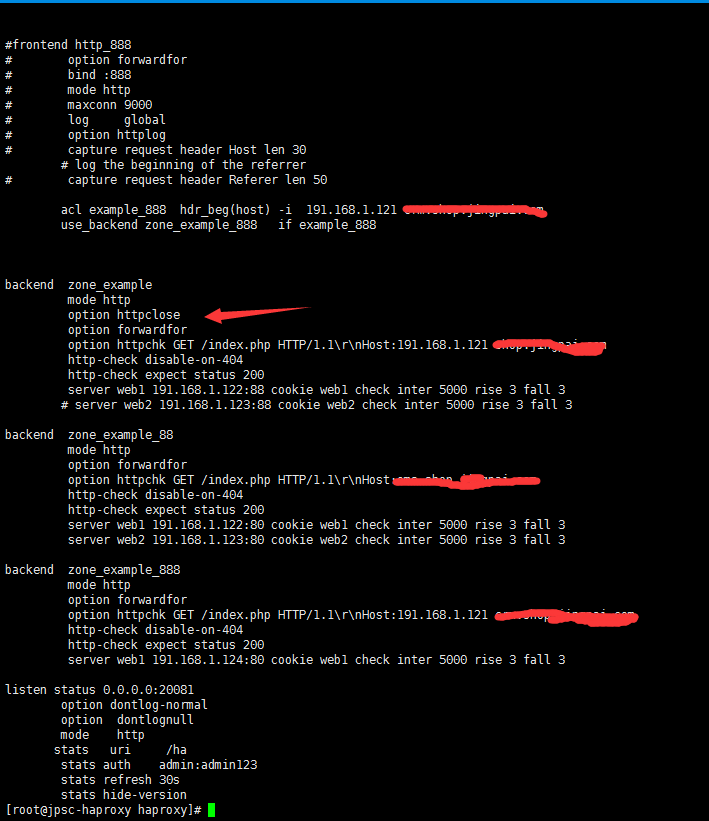 #frontend http_888
#        option forwardfor
#        bind :888
#        mode http
#        maxconn 9000
#        log     global
#        option httplog
#        capture request header Host len 30
        # log the beginning of the referrer
#        capture request header Referer len 50
        acl example_888  hdr_beg(host) -i  191.168.1.121
        use_backend zone_example_888   if example_888
backend  zone_example
         mode http
         option httpclose
         option forwardfor
         option httpchk GET /index.php HTTP/1.1\r\nHost:191.168.1.121
         http-check disable-on-404
         http-check expect status 200
         server web1 191.168.1.122:88 cookie web1 check inter 5000 rise 3 fall 3
        # server web2 191.168.1.123:88 cookie web2 check inter 5000 rise 3 fall 3
backend  zone_example_88
         mode http
         option forwardfor
         option httpchk GET /index.php HTTP/1.1\r\nHost:
         http-check disable-on-404
         http-check expect status 200
         server web1 191.168.1.122:80 cookie web1 check inter 5000 rise 3 fall 3
         server web2 191.168.1.123:80 cookie web2 check inter 5000 rise 3 fall 3
backend  zone_example_888
         mode http
         option forwardfor
         option httpchk GET /index.php HTTP/1.1\r\nHost:191.168.1.121
         http-check disable-on-404
         http-check expect status 200
         server web1 191.168.1.124:80 cookie web1 check inter 5000 rise 3 fall 3
listen status 0.0.0.0:20081
        option dontlog-normal
        option  dontlognull
        mode    http
       stats   uri     /ha
        stats auth    admin:admin123
        stats refresh 30s
        stats hide-version
[root@jpsc-haproxy haproxy]#